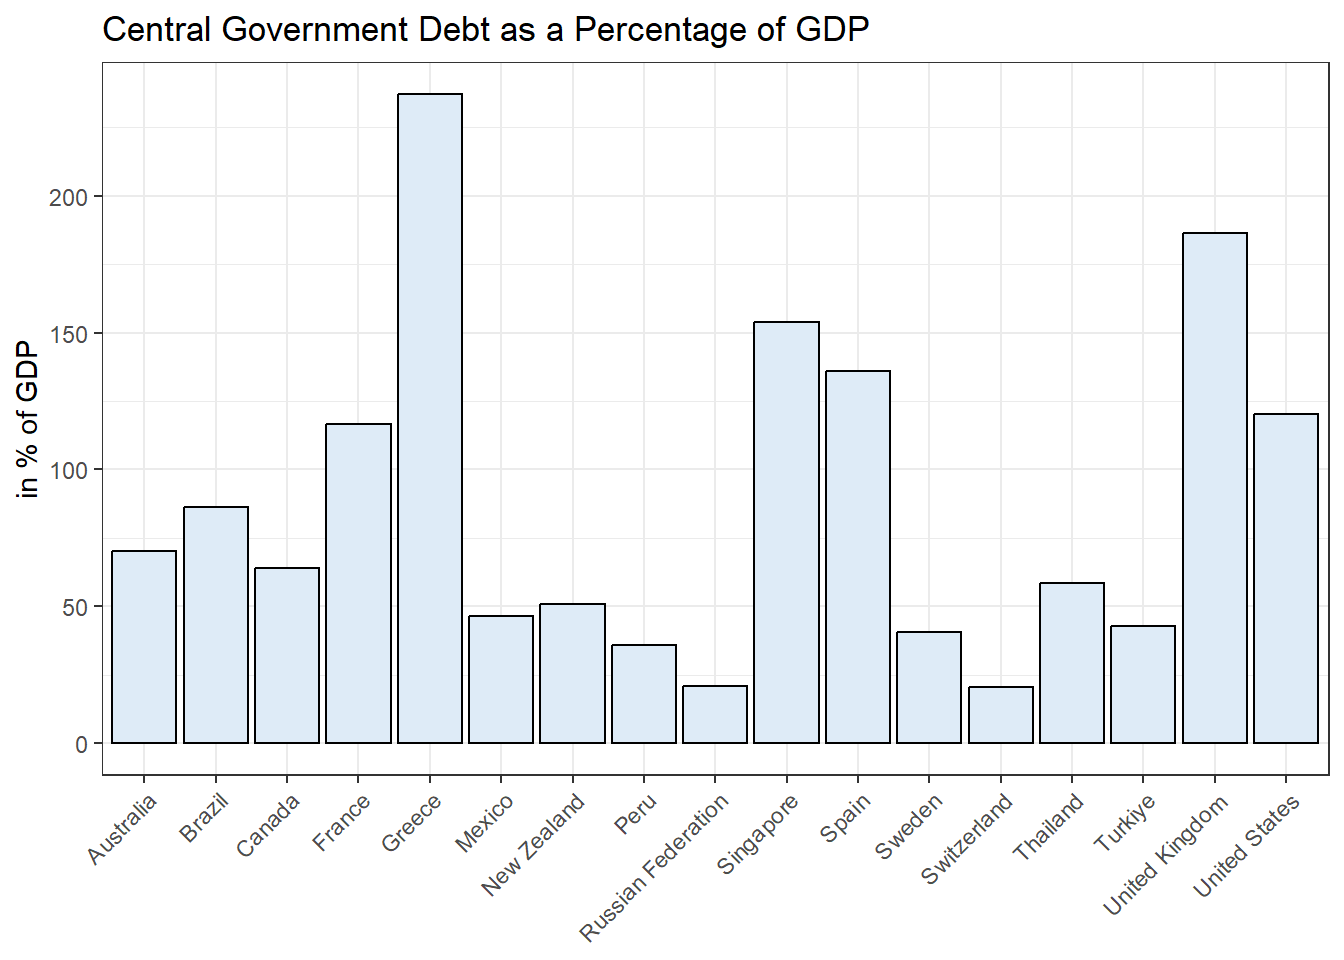 Central Government Debt as a Percentage of GDP
in % of GDP
200
150
100
50
0
Australia
Brazil
Canada
France
Greece
Mexico
New Zealand
Peru
Russian Federation
Singapore
Spain
Sweden
Switzerland
Thailand
Turkiye
United Kingdom
United States